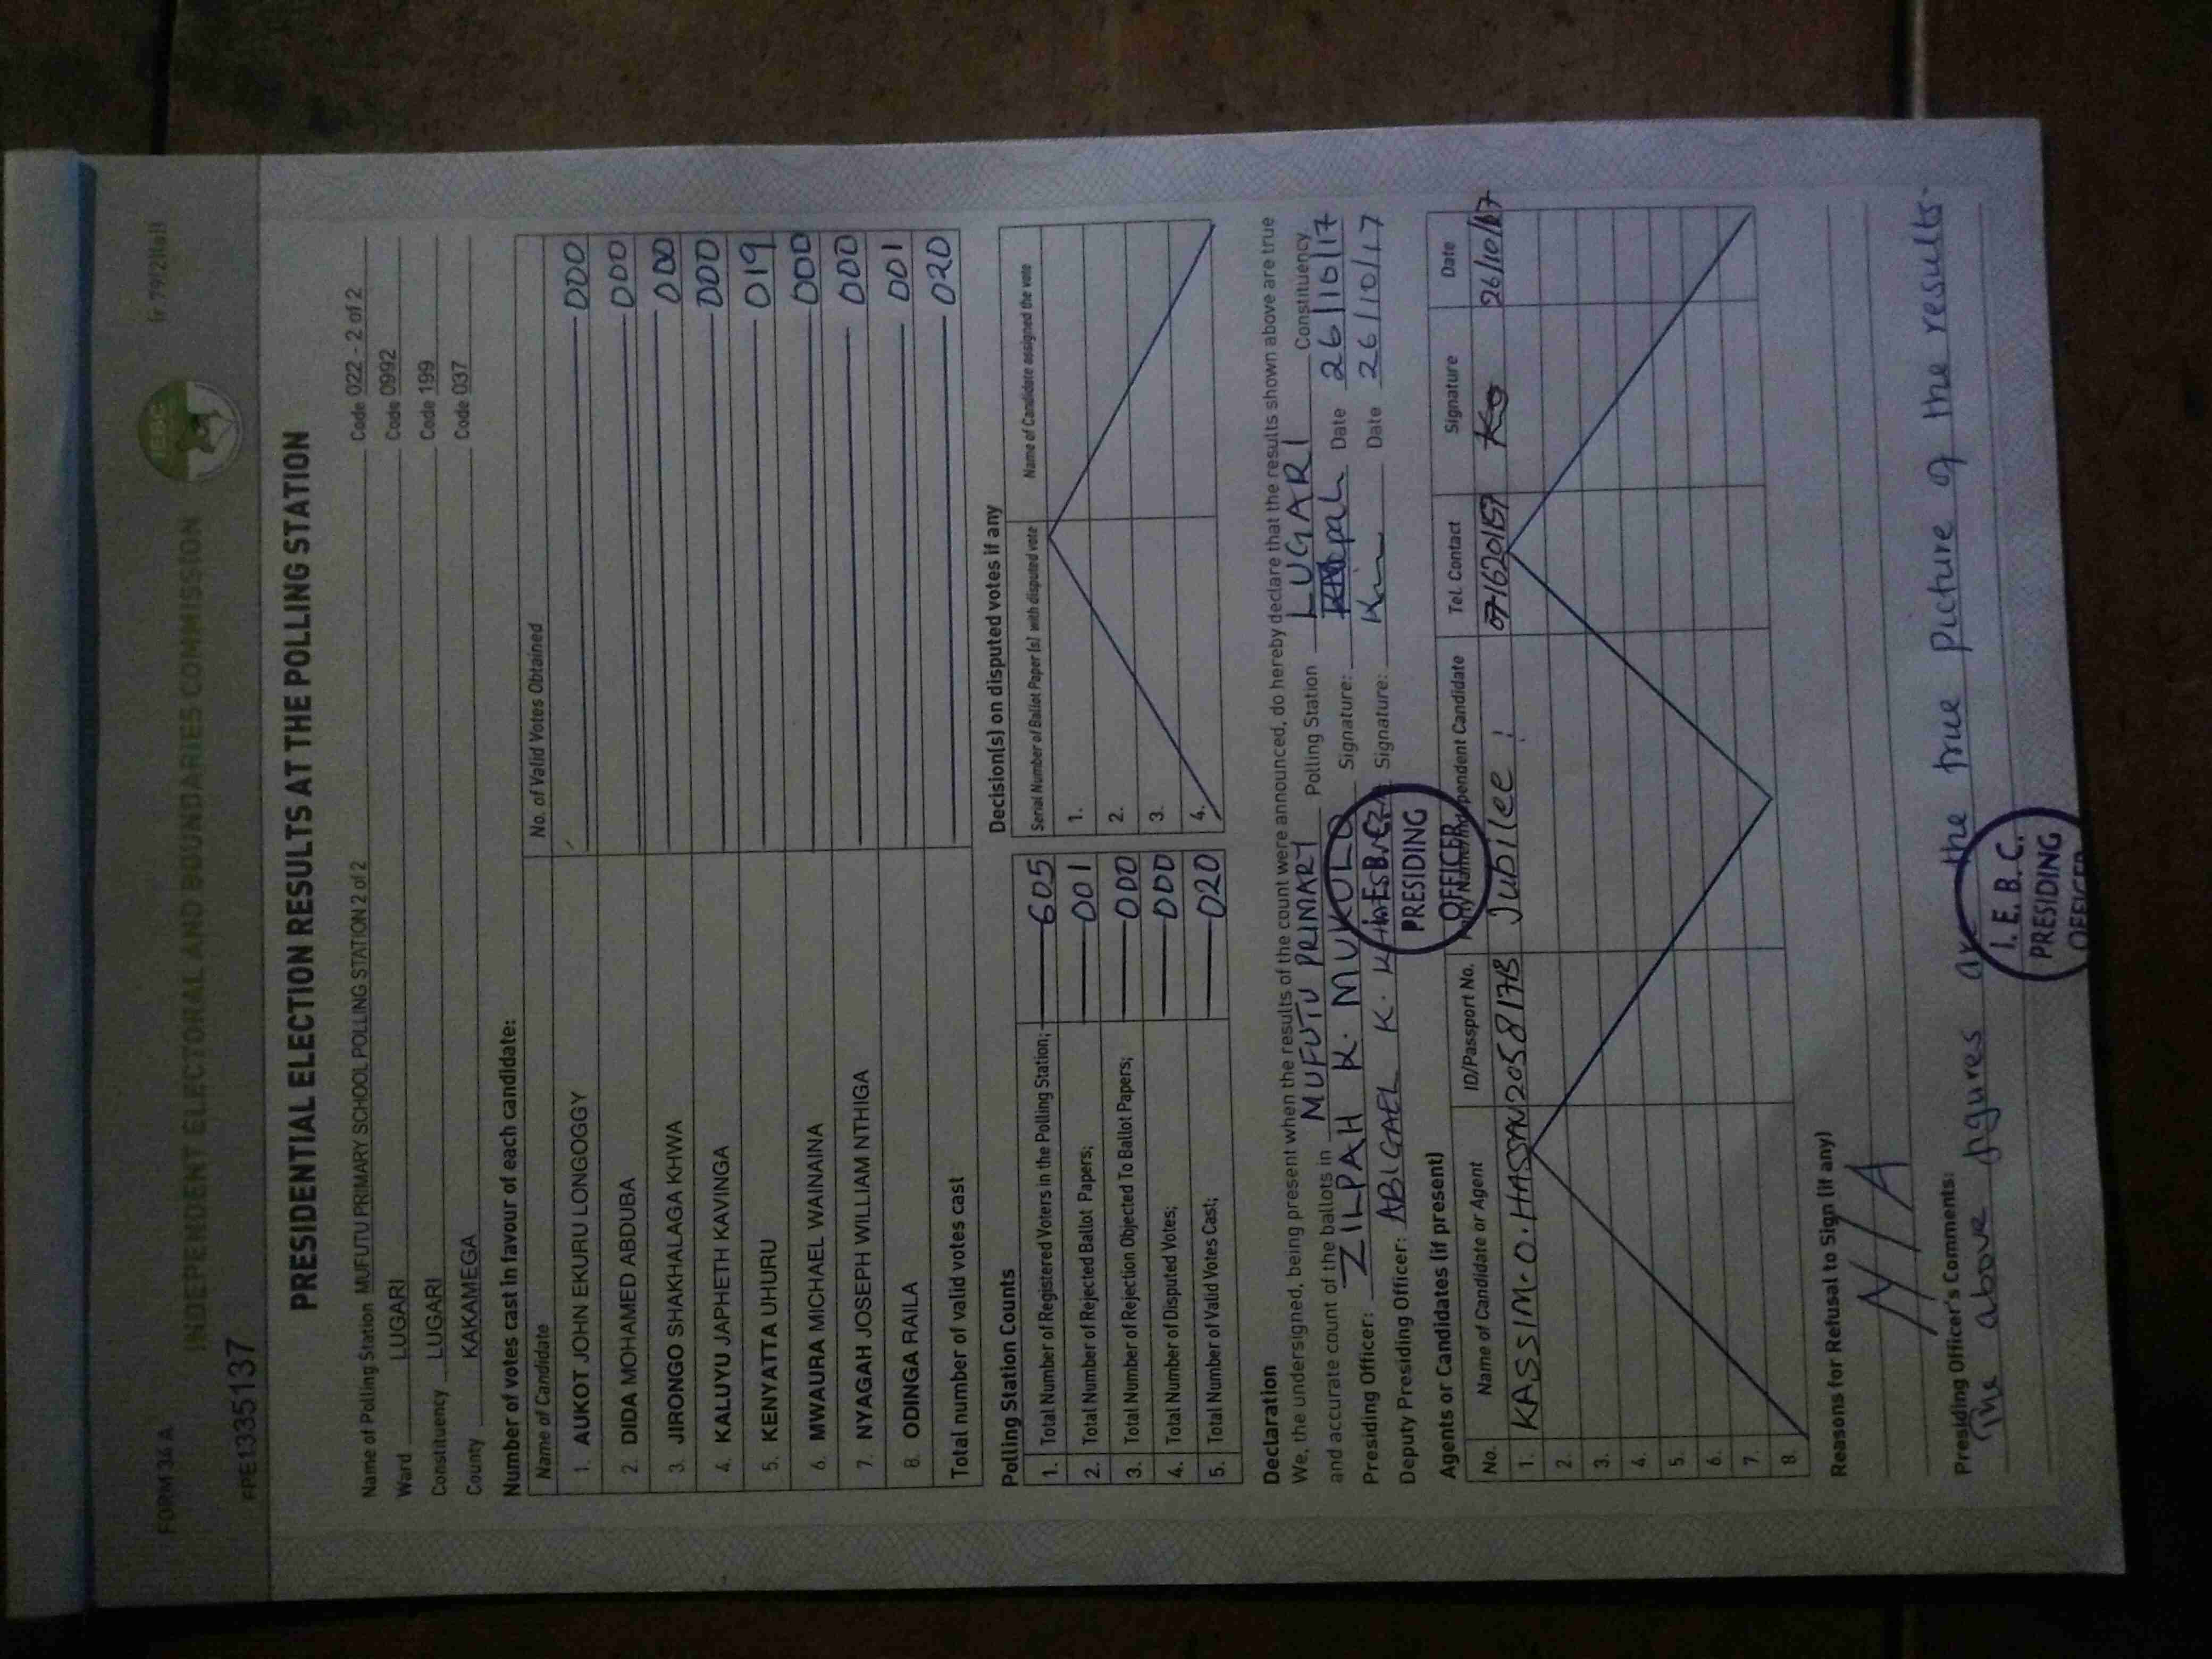 FORM 34A
(r.79(2)(a))
INDEPENDENT ELECTORAL AND BOUNDARIES COMMISSION
IEBC
FPE1335137
PRESIDENTIAL ELECTION RESULTS AT THE POLLING STATION
Name of Polling Station MUFUTU PRIMARY SCHOOL POLLING STATION 2 of 2 Code 022 - 2 of 2
Ward LUGARI Code 0992
Constituency LUGARI Code 199
County KAKAMEGA Code 037
Number of votes cast in favour of each candidate:
Name of Candidate No. of Valid Votes Obtained
1. AUKOT JOHN EKURU LONGOGGY 000
2. DIDA MOHAMED ABDUBA 000
3. JIRONGO SHAKHALAGA KHWA 000
4. KALUYU JAPHETH KAVINGA 000
5. KENYATTA UHURU 019
6. MWAURA MICHAEL WAINAINA 000
7. NYAGAH JOSEPH WILLIAM NTHIGA 000
8. ODINGA RAILA 001
Total number of valid votes cast 020
Polling Station Counts
1. Total Number of Registered Voters in the Polling Station; 605
2. Total Number of Rejected Ballot Papers; 001
3. Total Number of Rejection Objected To Ballot Papers; 000
4. Total Number of Disputed Votes; 000
5. Total Number of Valid Votes Cast; 020
Decision(s) on disputed votes if any
Serial Number of Ballot Paper (s) with disputed vote Name of Candidate assigned the vote
1.
2.
3.
4.
Declaration
We, the undersigned, being present when the results of the count were announced, do hereby declare that the results shown above are true
and accurate count of the ballots in MUFUTU PRIMARY Polling Station LUGARI Constituency
Presiding Officer: ZILPAH K. MUKULO Signature: Date 26/10/17
Deputy Presiding Officer: ABIGAEL K. Signature: Date 26/10/17
I.E.B.C.
PRESIDING
OFFICER
Agents or Candidates (if present)
No. Name of Candidate or Agent ID/Passport No. Party Name/Independent Candidate Tel. Contact Signature Date
1. KASSIM.O.HASSAN 20581713 Jubilee 0716201157 26/10/17
2.
3.
4.
5.
6.
7.
8.
Reasons for Refusal to Sign (if any)
N/A
Presiding Officer's Comments:
The above figures are the true picture of the results.
I.E.B.C.
PRESIDING
OFFICER